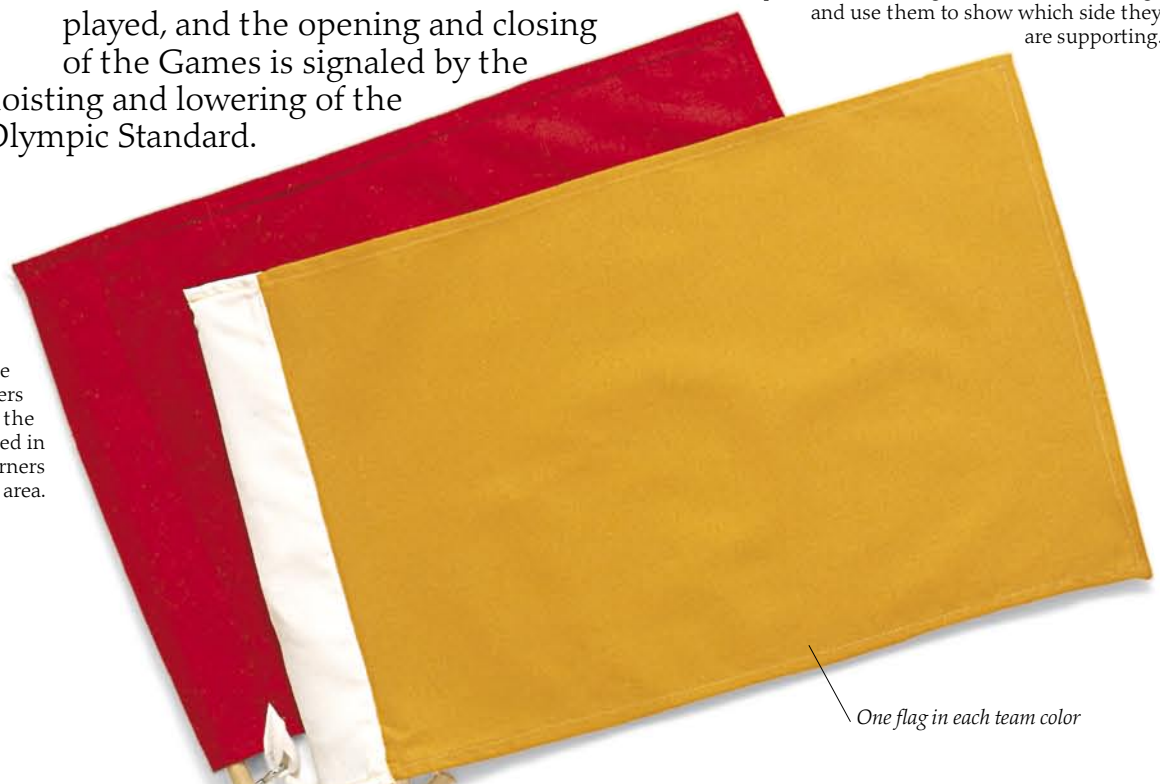 played, and the opening and closing
of the Games is signaled by the
hoisting and lowering of the
Olympic Standard.
and use them to show which side they
are supporting.
ers
the
ed in
rners
area.
One flag in each team color